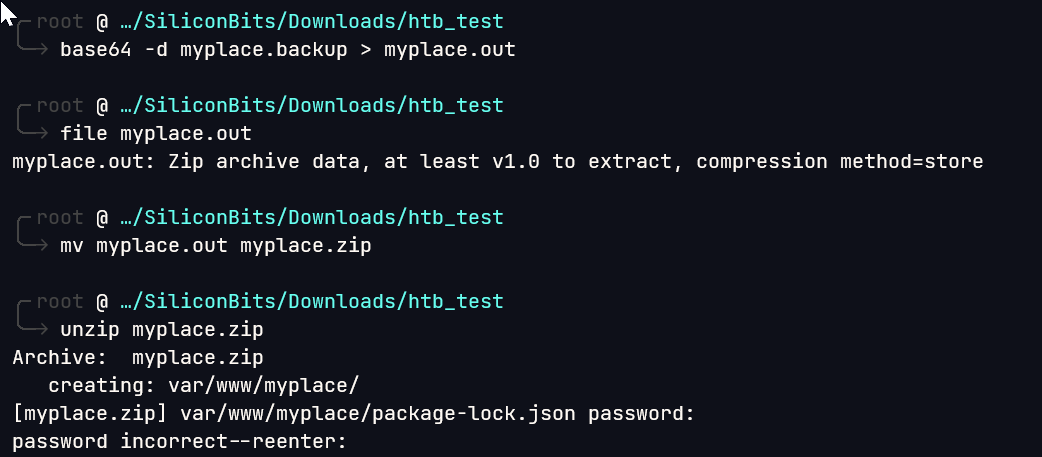 root @ …/SiliconBits/Downloads/htb_test
base64 -d myplace.backup > myplace.out
root @ …/SiliconBits/Downloads/htb_test
file myplace.out
myplace.out: Zip archive data, at least v1.0 to extract, compression method=store
root @ …/SiliconBits/Downloads/htb_test
mv myplace.out myplace.zip
root @ …/SiliconBits/Downloads/htb_test
unzip myplace.zip
Archive:  myplace.zip
   creating: var/www/myplace/
[myplace.zip] var/www/myplace/package-lock.json password:
password incorrect--reenter: